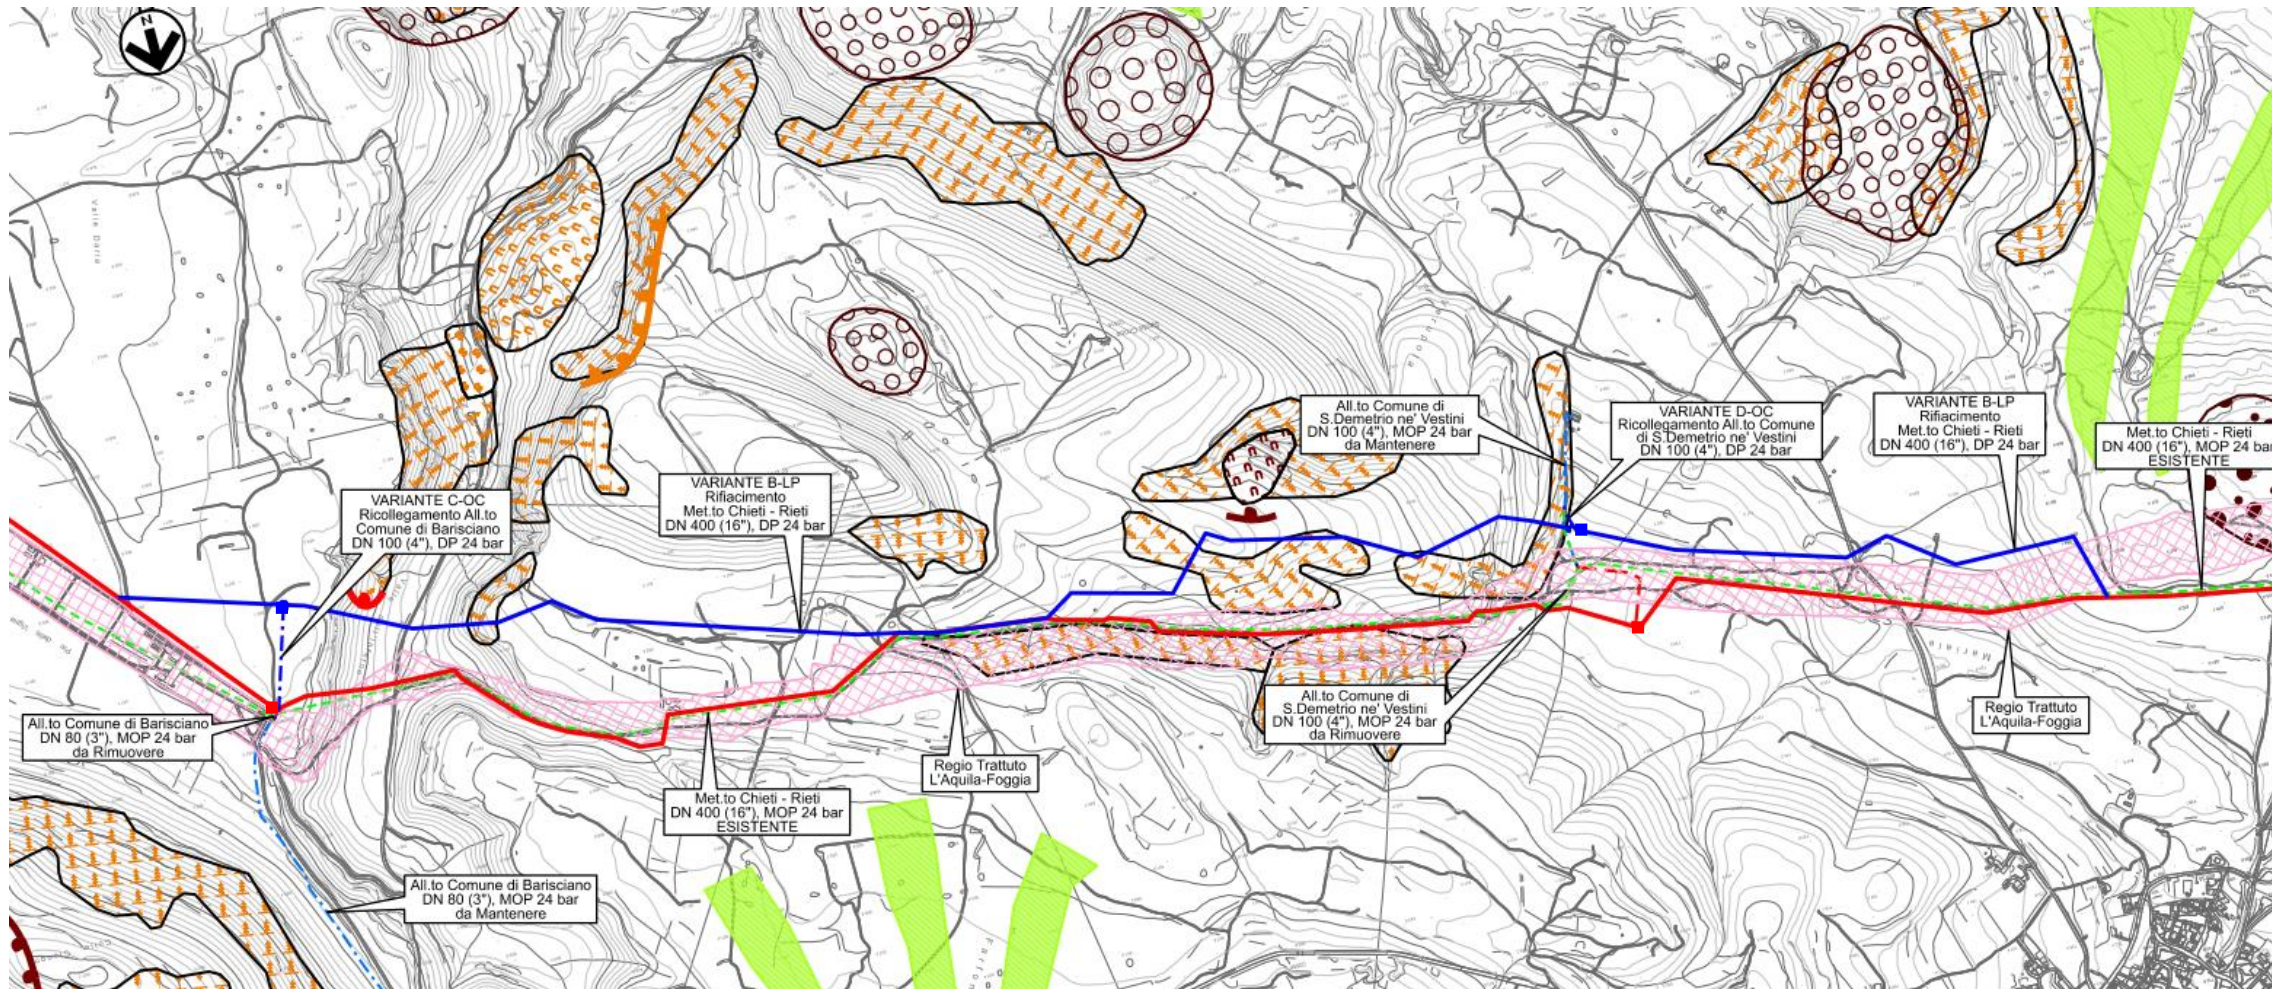 N
Valle Daria
All.to Comune di
S.Demetrio ne' Vestini
DN 100 (4"), MOP 24 bar
da Mantenere
VARIANTE D-OC
Ricollegamento All.to Comune
di S.Demetrio ne' Vestini
DN 100 (4"), DP 24 bar
VARIANTE B-LP
Rifiacimento
Met.to Chieti - Rieti
DN 400 (16"), DP 24 bar
Met.to Chieti - Rieti
DN 400 (16"), MOP 24 bar
ESISTENTE
VARIANTE C-OC
Ricollegamento All.to
Comune di Barisciano
DN 100 (4"), DP 24 bar
VARIANTE B-LP
Rifiacimento
Met.to Chieti - Rieti
DN 400 (16"), DP 24 bar
All.to Comune di Barisciano
DN 80 (3"), MOP 24 bar
da Rimuovere
Regio Trattuto
L'Aquila-Foggia
All.to Comune di
S.Demetrio ne' Vestini
DN 100 (4"), MOP 24 bar
da Rimuovere
Regio Trattuto
L'Aquila-Foggia
Met.to Chieti - Rieti
DN 400 (16"), MOP 24 bar
ESISTENTE
All.to Comune di Barisciano
DN 80 (3"), MOP 24 bar
da Mantenere